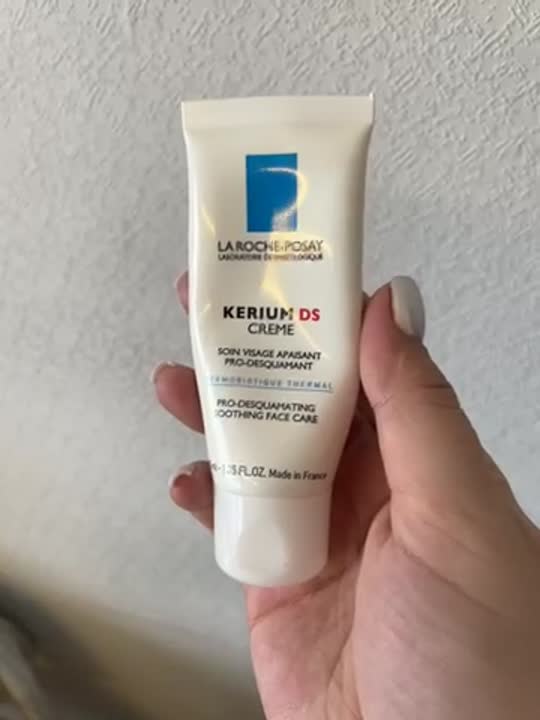 LA ROCHE-POSAY
LABORATOIRE DERMATOLOGIQUE
KERIUM DS
CREME
SOIN VISAGE APAISANT
PRO-DESQUAMANT
THERMAL
PRO-DESQUAMATING
SOOTHING FACE CARE
FL.OZ. Made in France